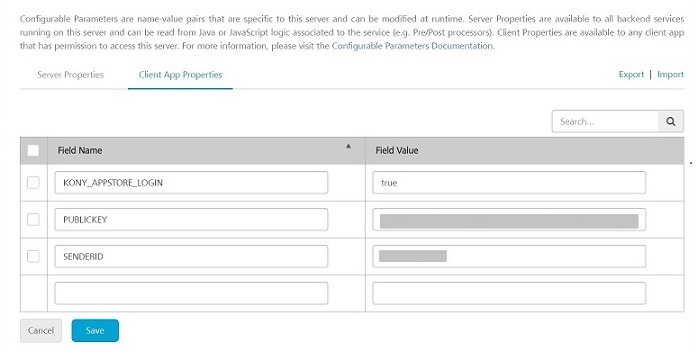 Configurable Parameters are name-value pairs that are specific to this server and can be modified at runtime. Server Properties are available to all backend services
running on this server and can be read from Java or JavaScript logic associated to the service (e.g. Pre/Post processors). Client Properties are available to any client app
that has permission to access this server. For more information, please visit the Configurable Parameters Documentation.
Server Properties Client App Properties Export | Import
Search...
Field Name Field Value
KONY_APPSTORE_LOGIN true
PUBLICKEY
SENDERID
Cancel Save